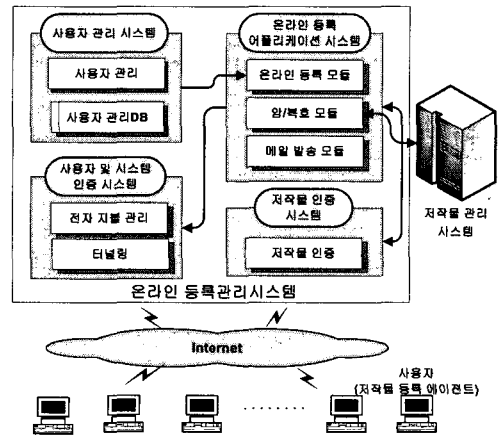 사용자 관리 시스템
사용자 관리
사용자 관리DB
온라인 등록
어플리케이션 시스템
온라인 등록 모듈
암/복호 모듈
메일 발송 모듈
사용자 및 시스템
인증 시스템
전자 지불 관리
터널링
저작물 인증
시스템
저작물 인증
저작물 관리
시스템
온라인 등록관리시스템
Internet
사용자
{저작물 등록 에이전트}